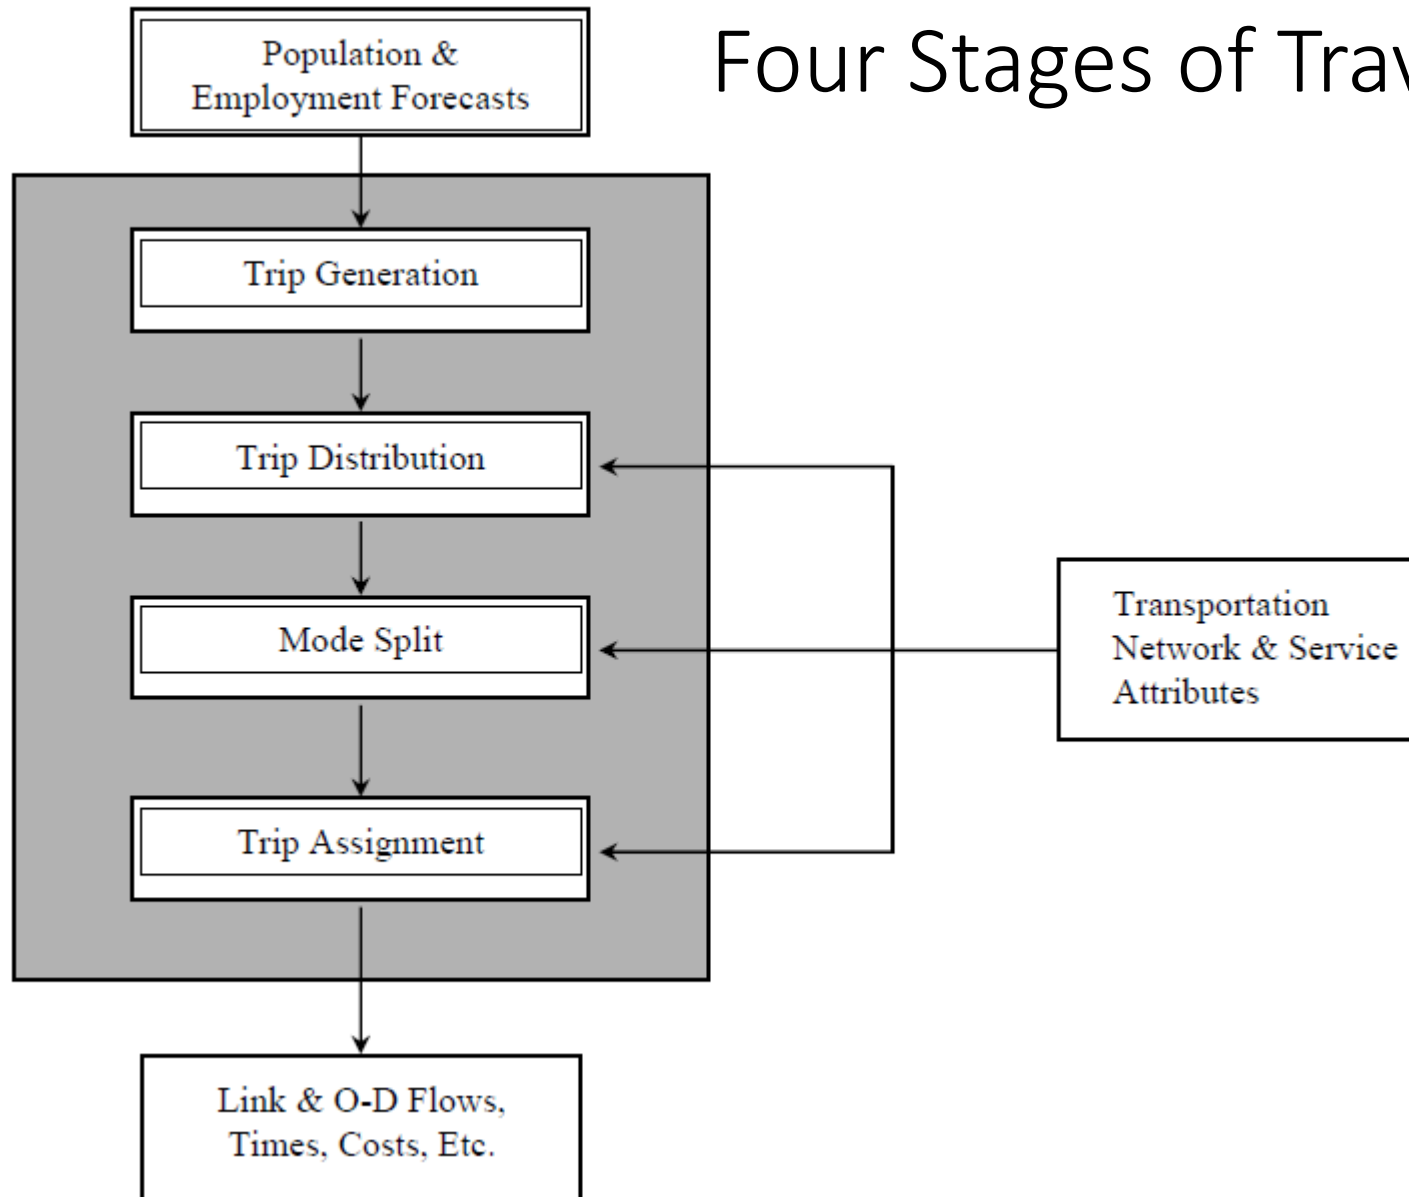 Four Stages of Trav
Population &
Employment Forecasts
Trip Generation
Trip Distribution
Mode Split
Trip Assignment
Transportation
Network & Service
Attributes
Link & O-D Flows,
Times, Costs, Etc.